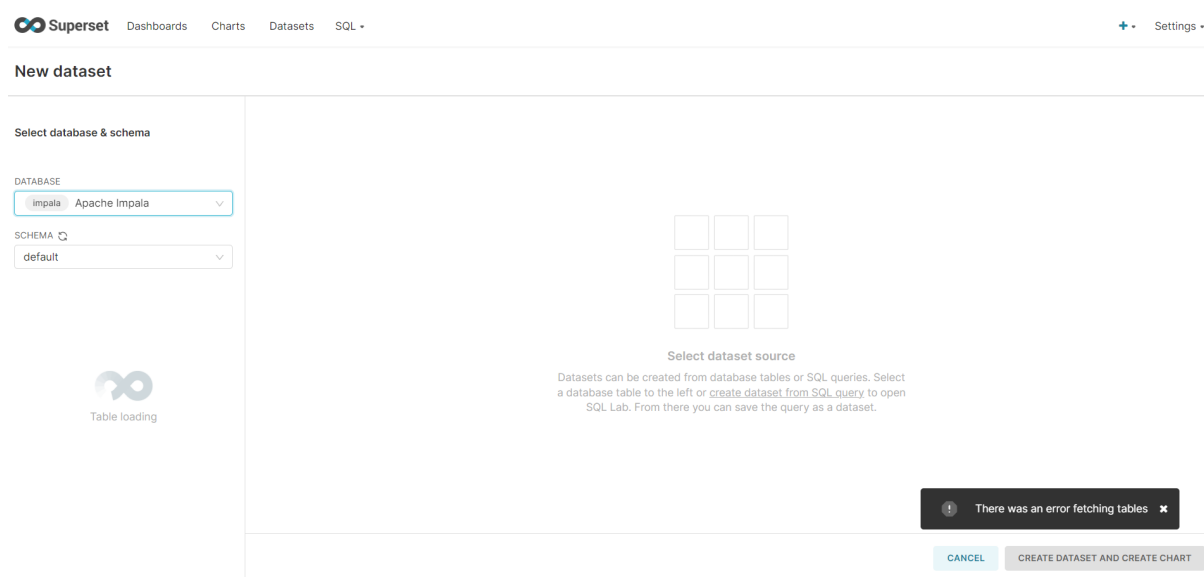 Superset Dashboards Charts Datasets SQL Settings
New dataset
Select database & schema
DATABASE
impala Apache Impala
SCHEMA
default
Table loading
Select dataset source
Datasets can be created from database tables or SQL queries. Select
a database table to the left or create dataset from SQL query to open
SQL Lab. From there you can save the query as a dataset.
There was an error fetching tables
CANCEL CREATE DATASET AND CREATE CHART